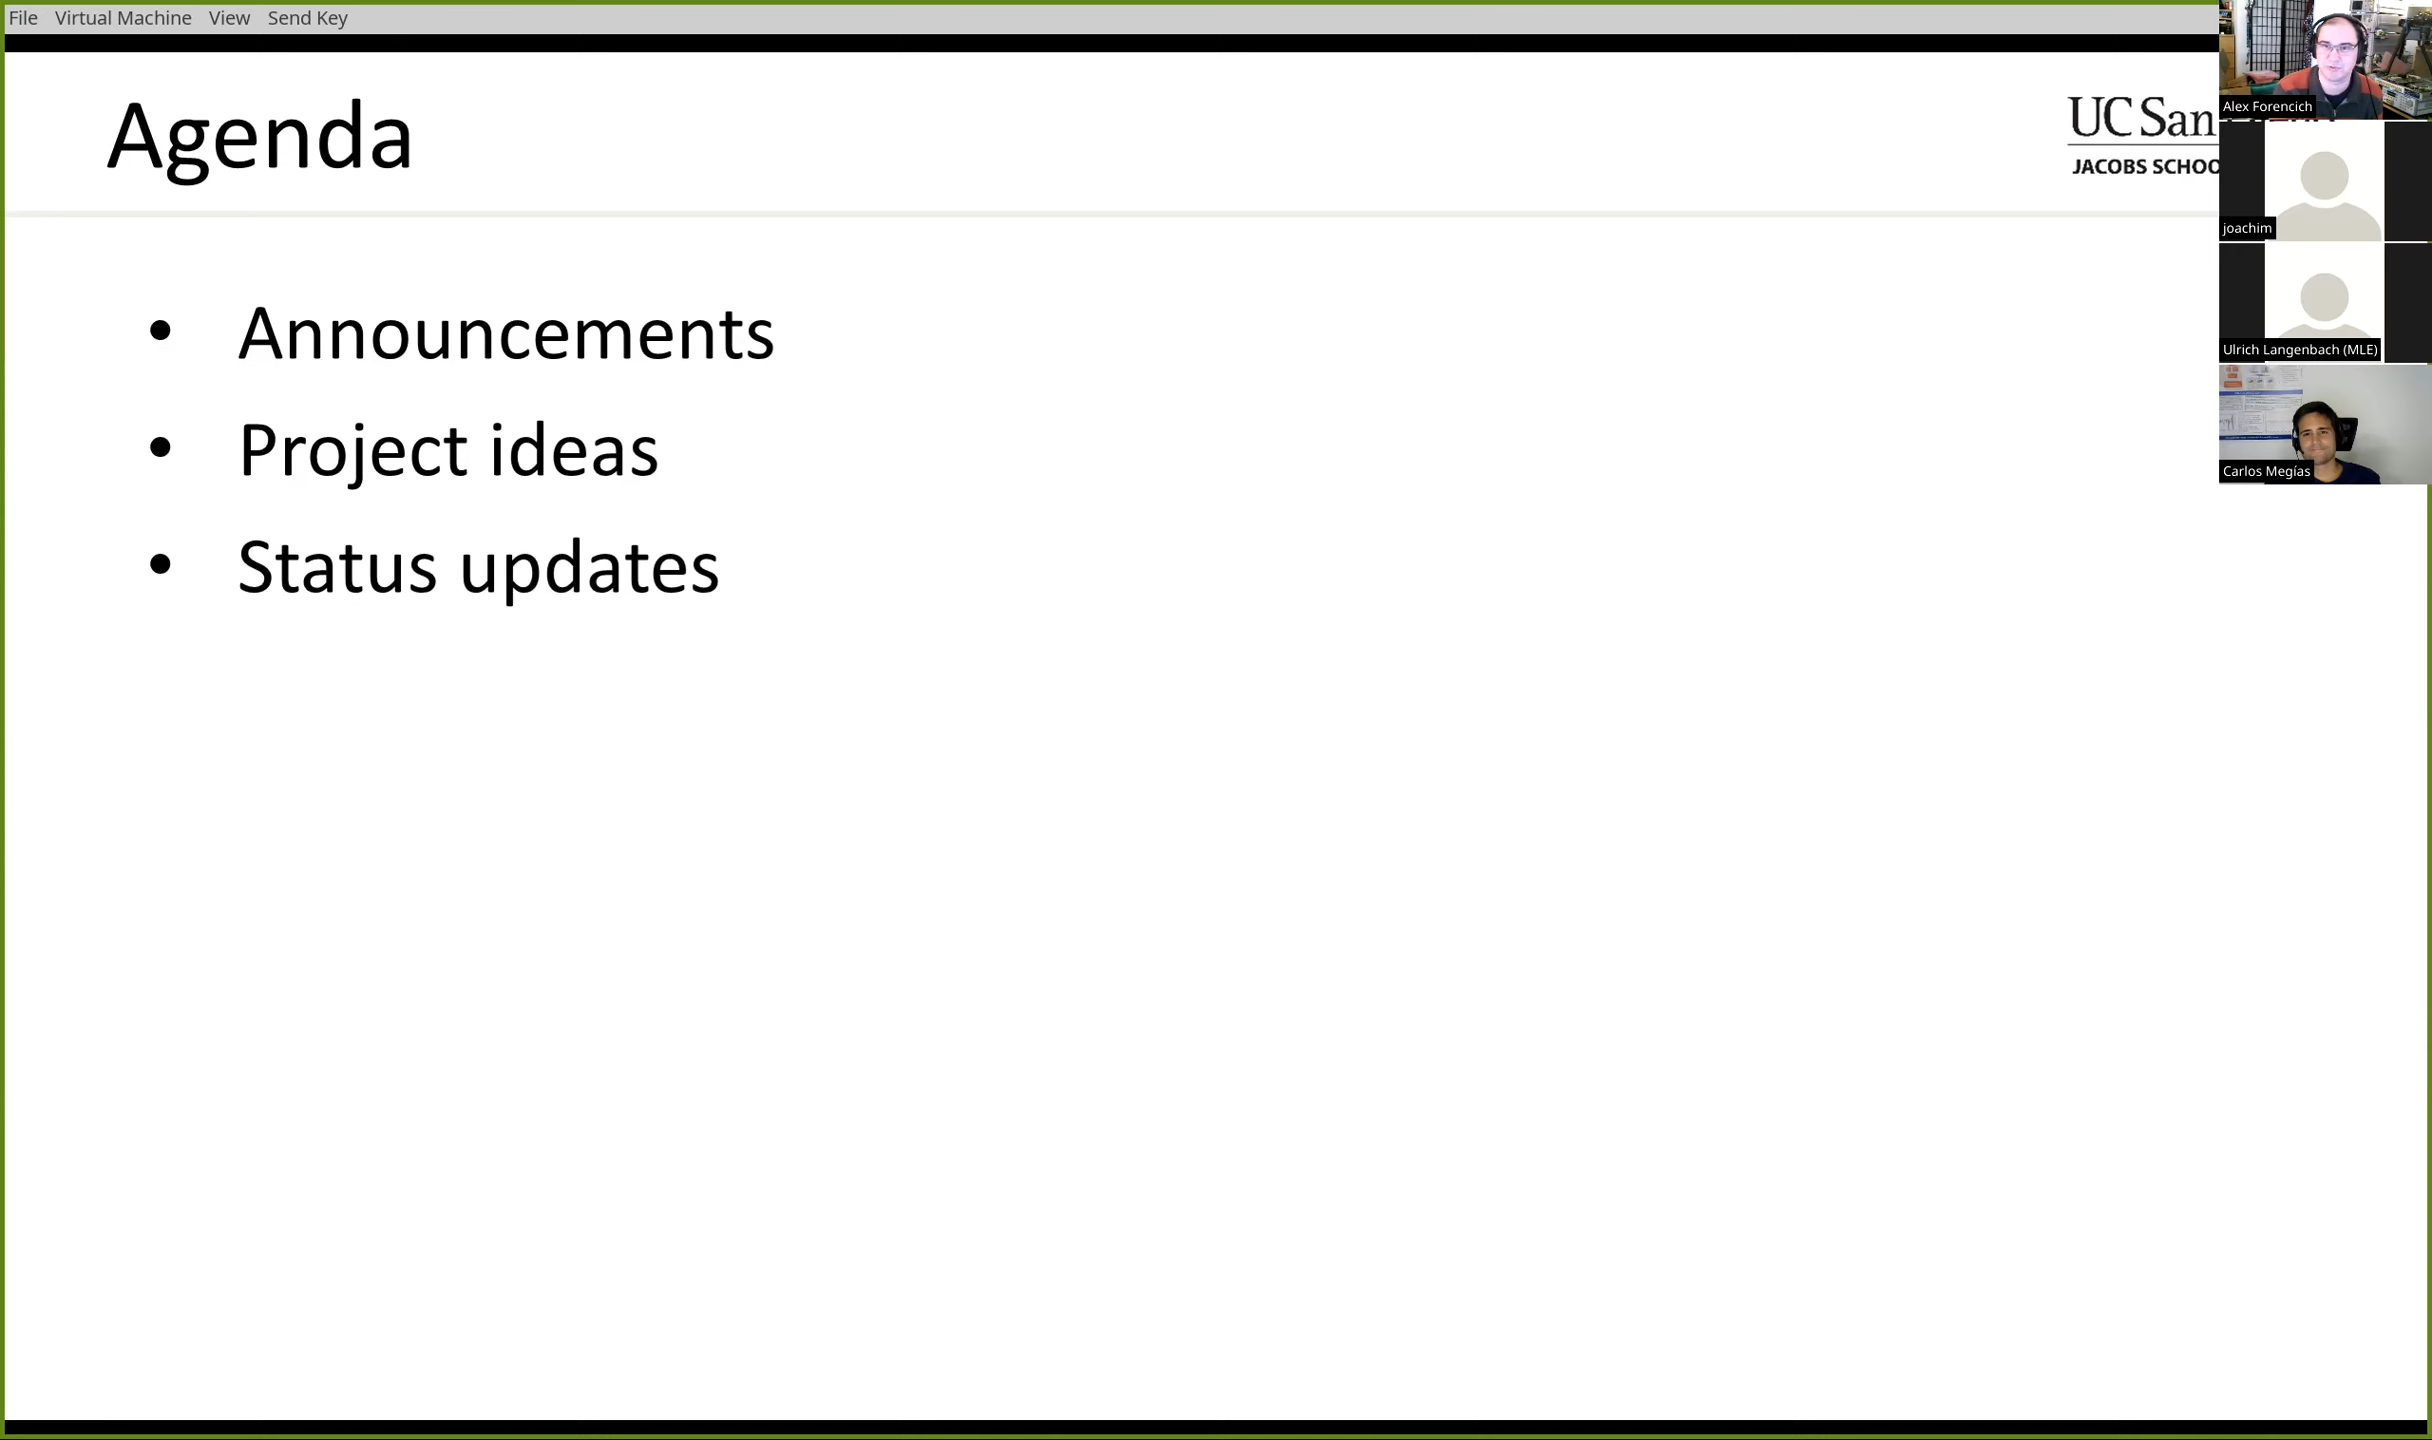 File Virtual Machine View Send Key
Agenda
UC San
JACOBS SCHOO
• Announcements
• Project ideas
• Status updates
Alex Forencich
joachim
Ulrich Langenbach (MLE)
Carlos Megías